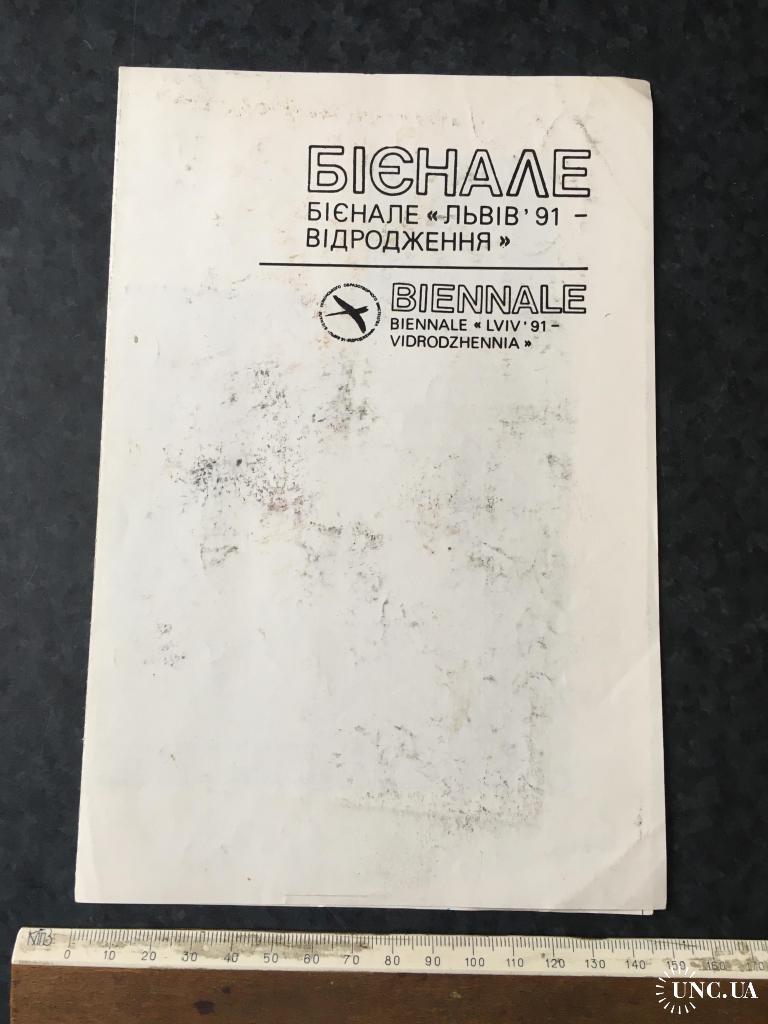 БІЄНАЛЕ
БІЄНАЛЕ «ЛЬВІВ'91 –
ВІДРОДЖЕННЯ»
BIENNALE
BIENNALE «LVIV'91 –
VIDRODZHENNIA»
0 10 20 30 40 50 60 70 80 90 100 110 120 130 140 150 160 170
UNC.UA